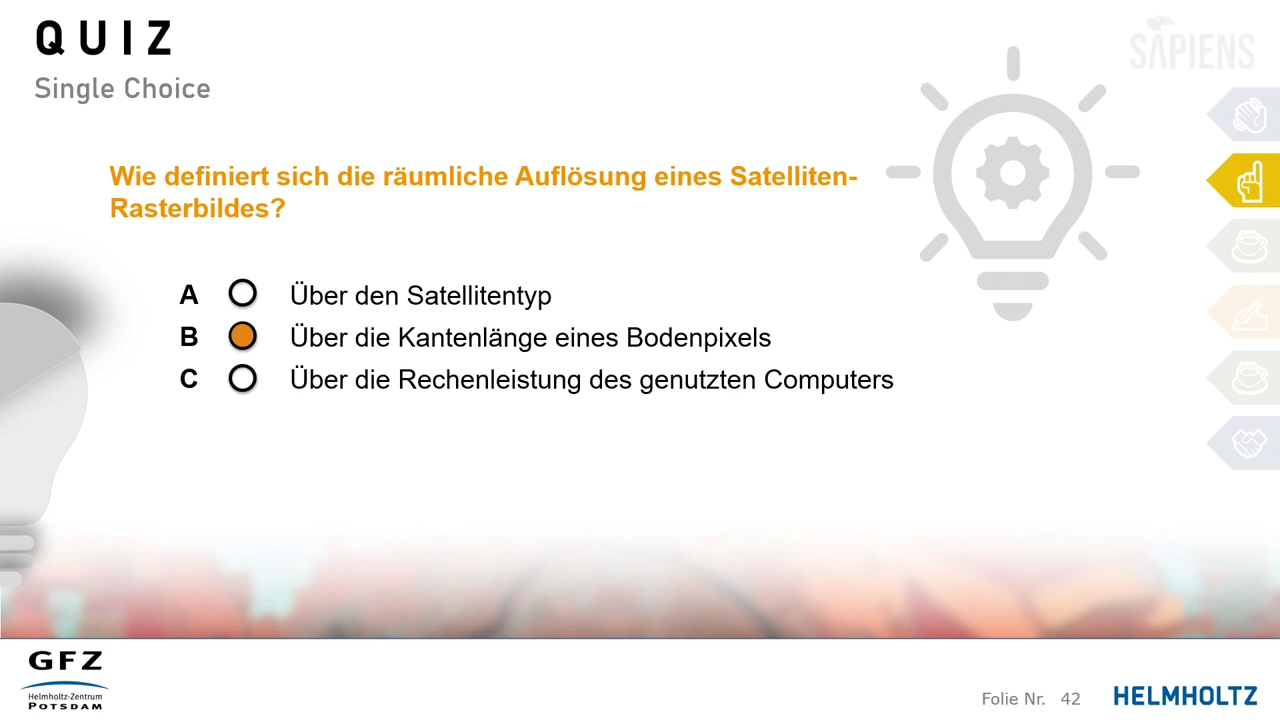 QUIZ
Single Choice
SAPIENS
Wie definiert sich die räumliche Auflösung eines Satelliten-
Rasterbildes?
A Über den Satellitentyp
B Über die Kantenlänge eines Bodenpixels
C Über die Rechenleistung des genutzten Computers
GFZ
Helmholtz-Zentrum
POTSDAM
Folie Nr. 42
HELMHOLTZ